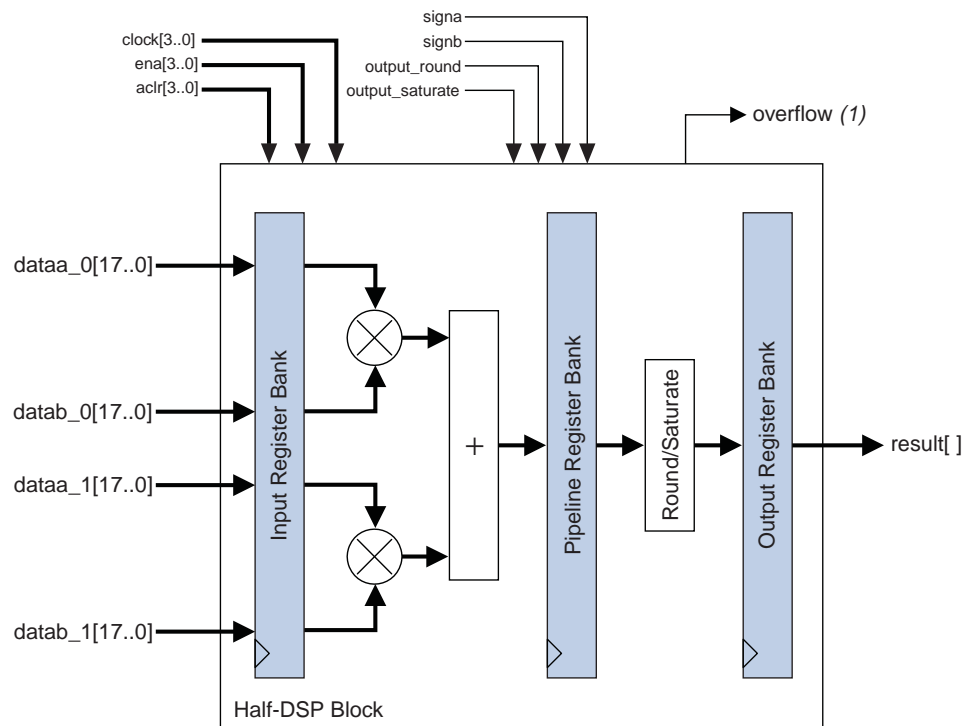 signa
signb
output_round
output_saturate
clock[3..0]
ena[3..0]
aclr[3..0]
overflow (1)
dataa_0[17..0]
datab_0[17..0]
dataa_1[17..0]
datab_1[17..0]
Input Register Bank
+
Pipeline Register Bank
Round/Saturate
Output Register Bank
result[ ]
Half-DSP Block